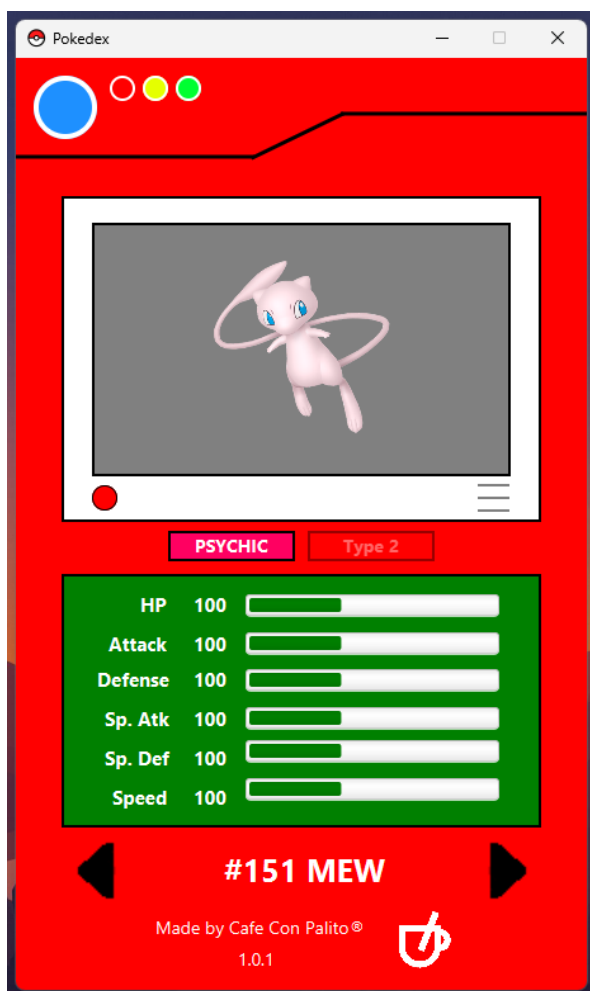 Pokedex
PSYCHIC Type 2
HP 100
Attack 100
Defense 100
Sp. Atk 100
Sp. Def 100
Speed 100
#151 MEW
Made by Cafe Con Palito®
1.0.1